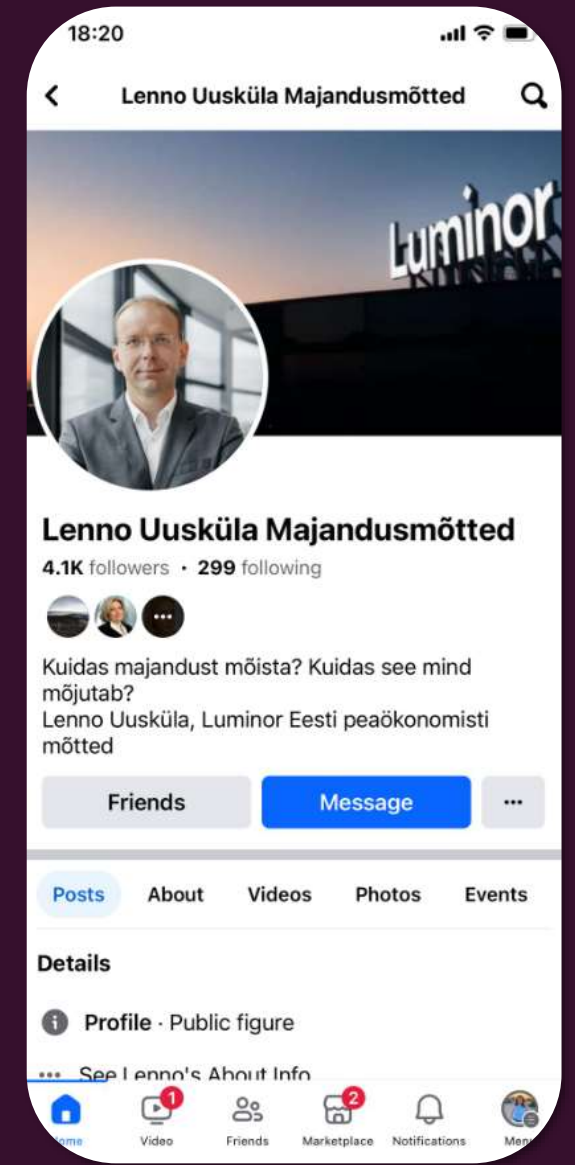 18:20
Lenno Uusküla Majandusmõtted
Luminor
Lenno Uusküla Majandusmõtted
4.1K followers · 299 following
Kuidas majandust mõista? Kuidas see mind
mõjutab?
Lenno Uusküla, Luminor Eesti peaökonomisti
mõtted
Friends Message
Posts About Videos Photos Events
Details
Profile · Public figure
See Lenno's About Info
1 2
Home Video Friends Marketplace Notifications Menu